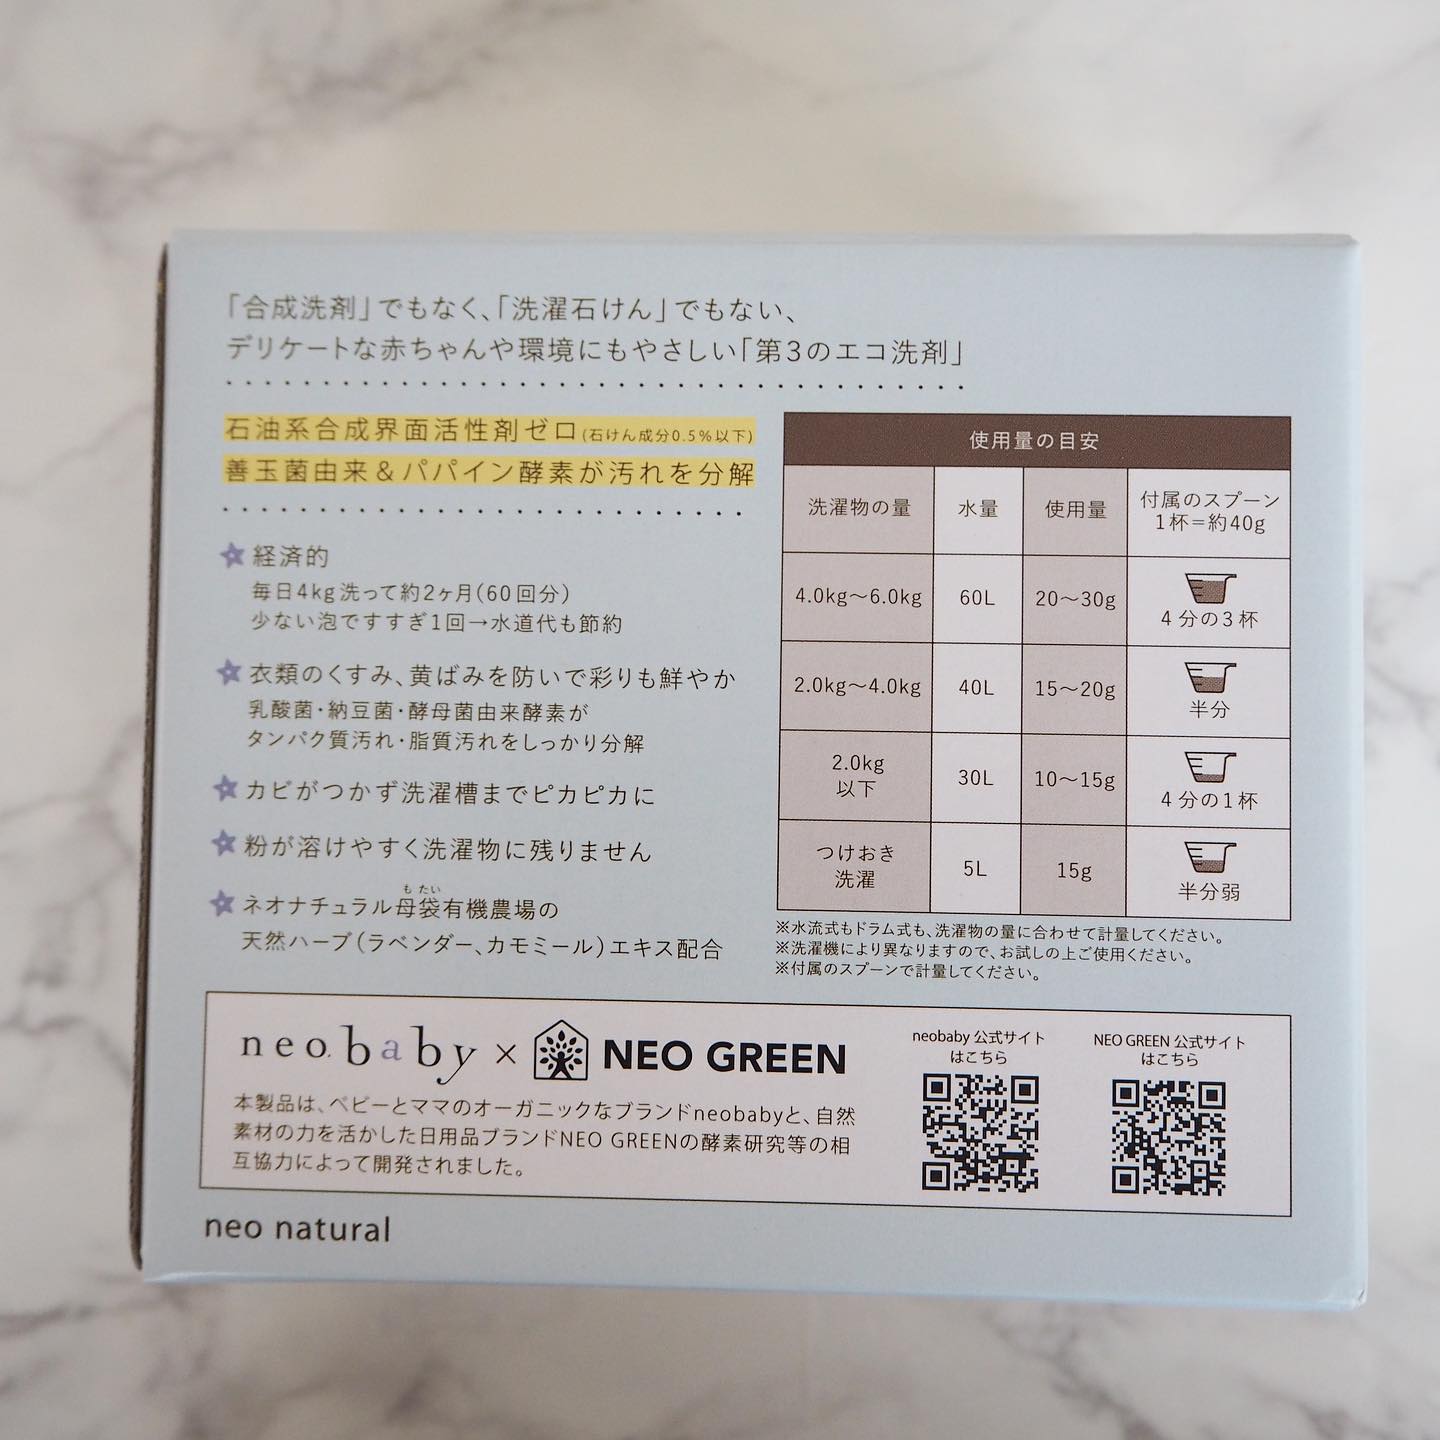 「合成洗剤」でもなく、「洗濯石けん」でもない、
デリケートな赤ちゃんや環境にもやさしい「第3のエコ洗剤」
石油系合成界面活性剤ゼロ(石けん成分0.5%以下)
善玉菌由来&パパイン酵素が汚れを分解
経済的
毎日4kg洗って約2ヶ月(60回分)
少ない泡ですすぎ1回→水道代も節約
衣類のくすみ、黄ばみを防いで彩りも鮮やか
乳酸菌・納豆菌・酵母菌由来酵素が
タンパク質汚れ・脂質汚れをしっかり分解
カビがつかず洗濯槽までピカピカに
粉が溶けやすく洗濯物に残りません
もたい
ネオナチュラル母袋有機農場の
天然ハーブ(ラベンダー、カモミール)エキス配合
使用量の目安
洗濯物の量 水量 使用量 付属のスプーン
1杯=約40g
4.0kg〜6.0kg 60L 20〜30g 4分の3杯
2.0kg〜4.0kg 40L 15〜20g 半分
2.0kg
以下 30L 10〜15g 4分の1杯
つけおき
洗濯 5L 15g 半分弱
※水流式もドラム式も、洗濯物の量に合わせて計量してください。
※洗濯機により異なりますので、お試しの上ご使用ください。
※付属のスプーンで計量してください。
neo.baby × NEO GREEN
本製品は、ベビーとママのオーガニックなブランドneobabyと、自然
素材の力を活かした日用品ブランドNEO GREENの酵素研究等の相
互協力によって開発されました。
neobaby 公式サイト
はこちら
NEO GREEN 公式サイト
はこちら
neo natural